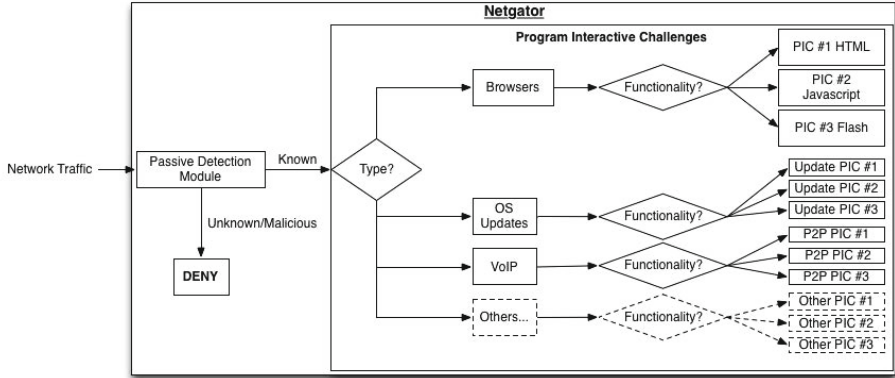 Netgator
Program Interactive Challenges
Network Traffic
Passive Detection
Module
Known
Unknown/Malicious
DENY
Type?
Browsers
Functionality?
PIC #1 HTML
PIC #2
Javascript
PIC #3 Flash
OS
Updates
Functionality?
Update PIC #1
Update PIC #2
Update PIC #3
VoIP
Functionality?
P2P PIC #1
P2P PIC #2
P2P PIC #3
Others...
Functionality?
Other PIC #1
Other PIC #2
Other PIC #3